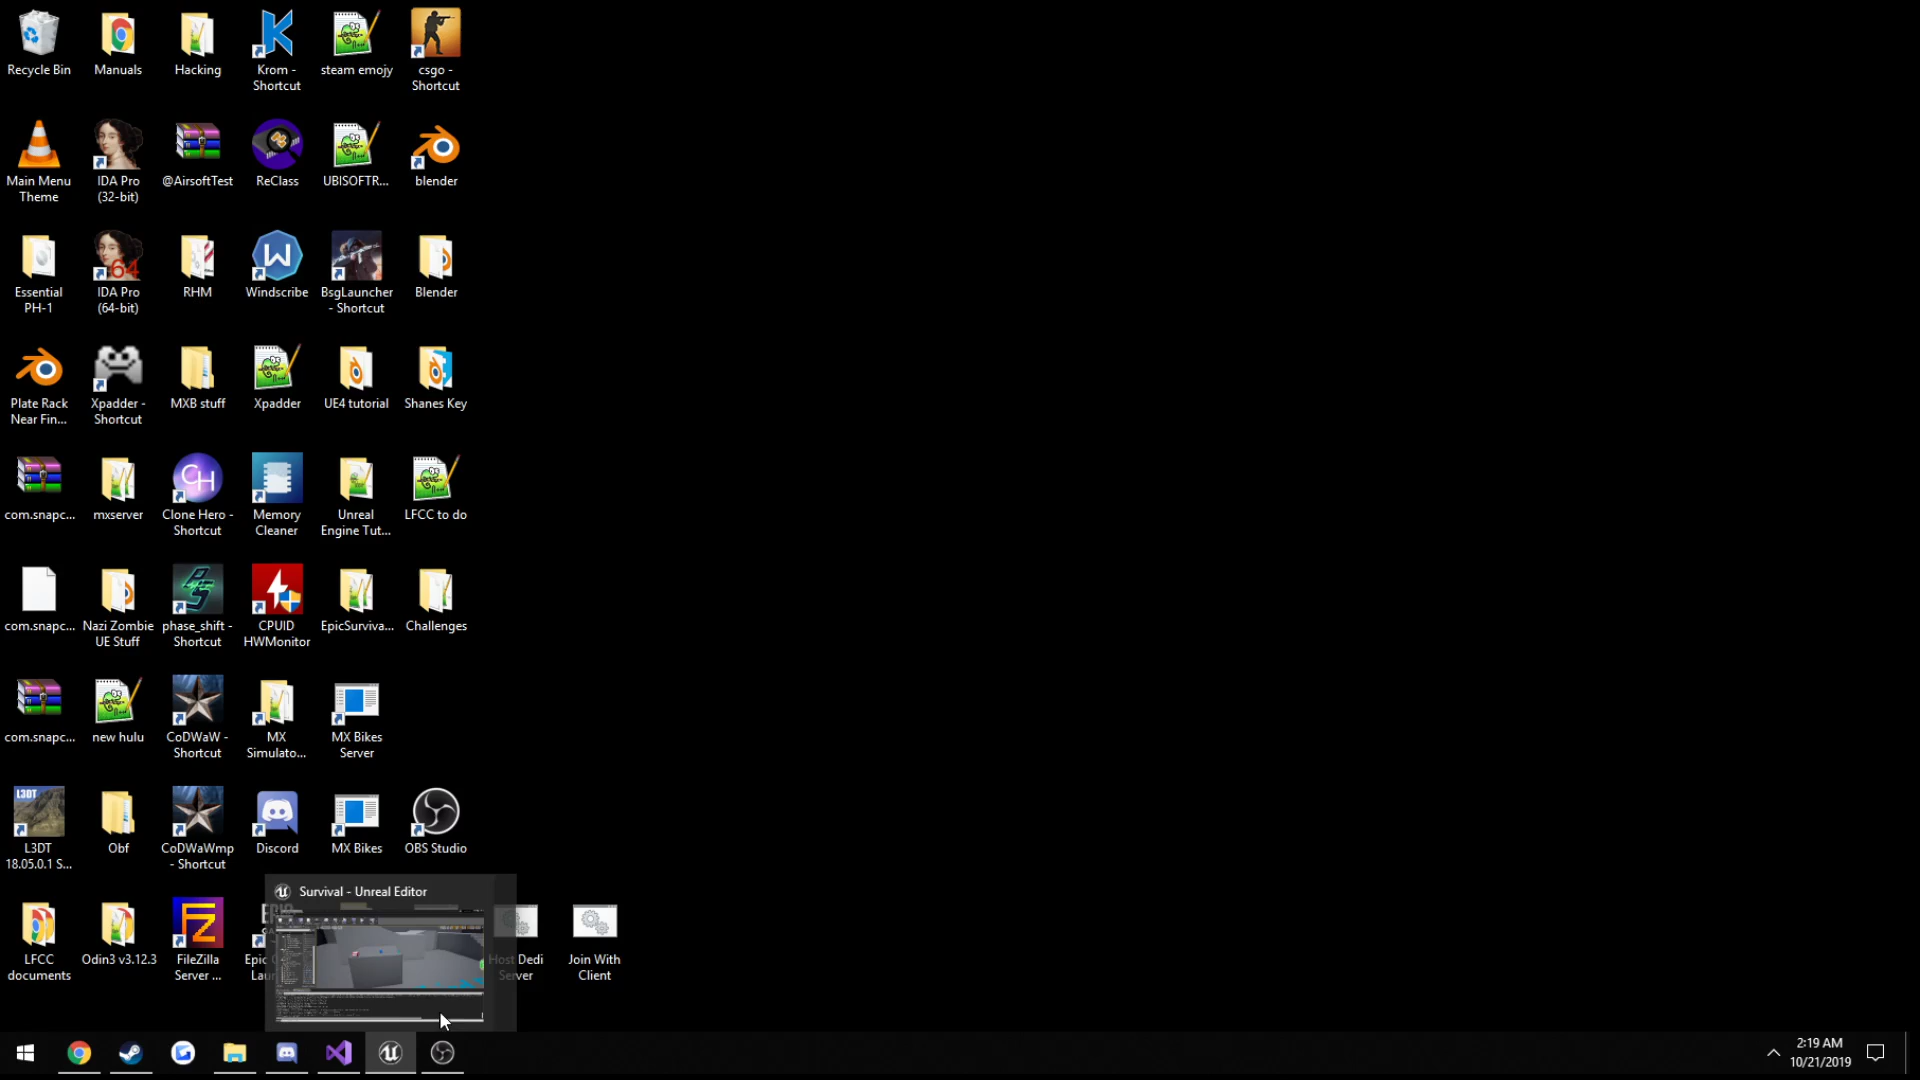 Recycle Bin
Manuals
Hacking
Krom -
Shortcut
steam emojy
csgo -
Shortcut
Main Menu
Theme
IDA Pro
(32-bit)
@AirsoftTest
ReClass
UBISOFTR...
blender
Essential
PH-1
64
IDA Pro
(64-bit)
RHM
Windscribe
BsgLauncher
- Shortcut
Blender
Plate Rack
Near Fin...
Xpadder -
Shortcut
MXB stuff
Xpadder
UE4 tutorial
Shanes Key
com.snapc...
mxserver
CH
Clone Hero -
Shortcut
Memory
Cleaner
Unreal
Engine Tut...
LFCC to do
com.snapc...
Nazi Zombie
UE Stuff
PS
phase_shift -
Shortcut
CPUID
HWMonitor
EpicSurviva...
Challenges
com.snapc...
new hulu
CoDWaW -
Shortcut
MX
Simulato...
MX Bikes
Server
L3DT
L3DT
18.05.0.1 S...
Obf
CoDWaWmp
- Shortcut
Discord
MX Bikes
OBS Studio
Survival - Unreal Editor
LFCC
documents
Odin3 v3.12.3
FZ
FileZilla
Server ...
Epic
Host Dedi
Server
Join With
Client
2:19 AM
10/21/2019